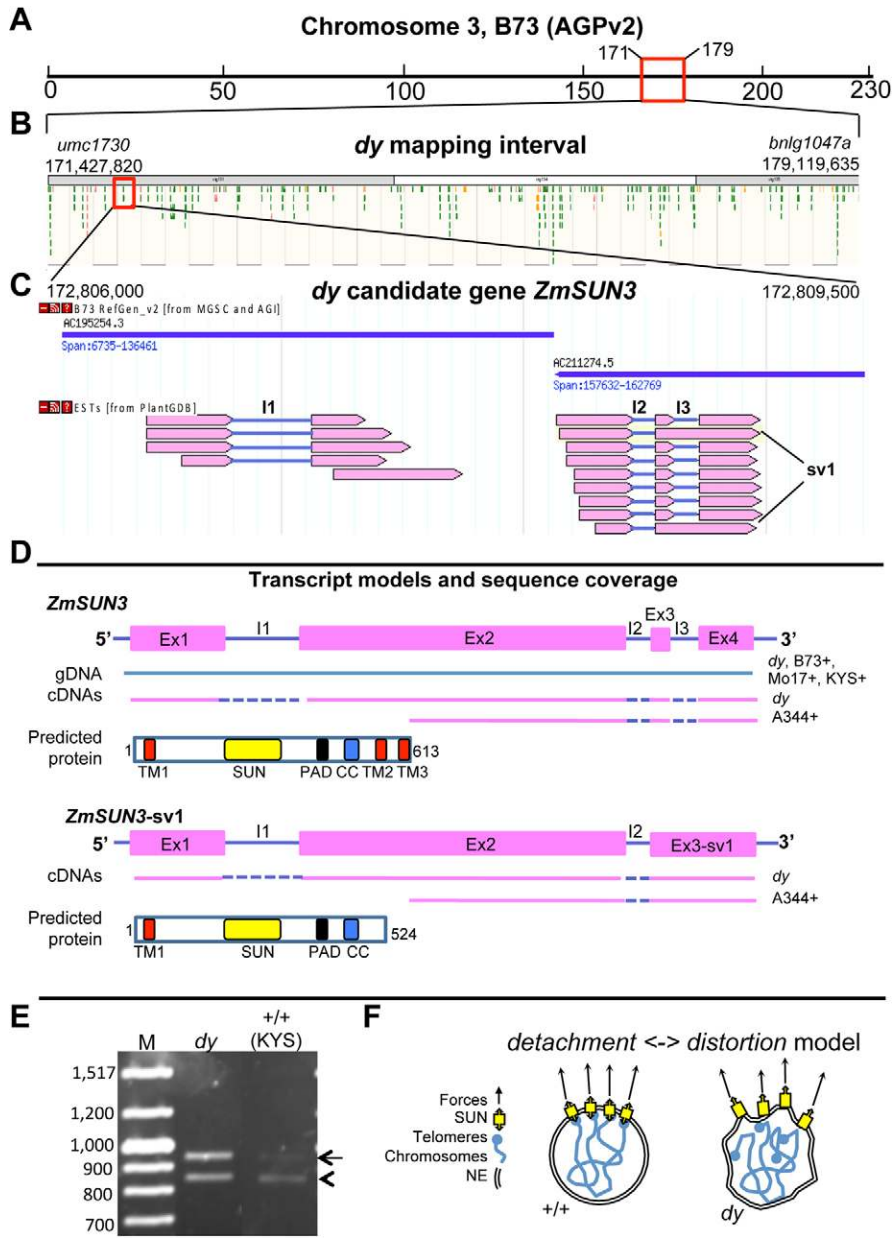 A
Chromosome 3, B73 (AGPv2)
171
179
0
50
100
150
200
230
B
umc1730
dy mapping interval
bnlg1047a
171,427,820
179,119,635
C
172,806,000
dy candidate gene ZmSUN3
172,809,500
B73 RefGen_v2 [from MGSC and AGI]
AC195254.3
Span:6735-136461
AC211274.5
Span:157632-162769
ESTs [from PlantGDB]
I1
I2
I3
sv1
D
Transcript models and sequence coverage
ZmSUN3
5’
Ex1
I1
Ex2
I2
Ex3
I3
Ex4
3’
gDNA
dy, B73+,
Mo17+, KYS+
cDNAs
dy
A344+
Predicted
protein
1
613
TM1
SUN
PAD
CC
TM2
TM3
ZmSUN3-sv1
5’
Ex1
I1
Ex2
I2
Ex3-sv1
3’
cDNAs
dy
A344+
Predicted
protein
1
524
TM1
SUN
PAD
CC
E
M
dy
+/+
(KYS)
1,517
1,200
1,000
900
800
700
F
detachment <-> distortion model
Forces
SUN
Telomeres
Chromosomes
NE
+/+
dy